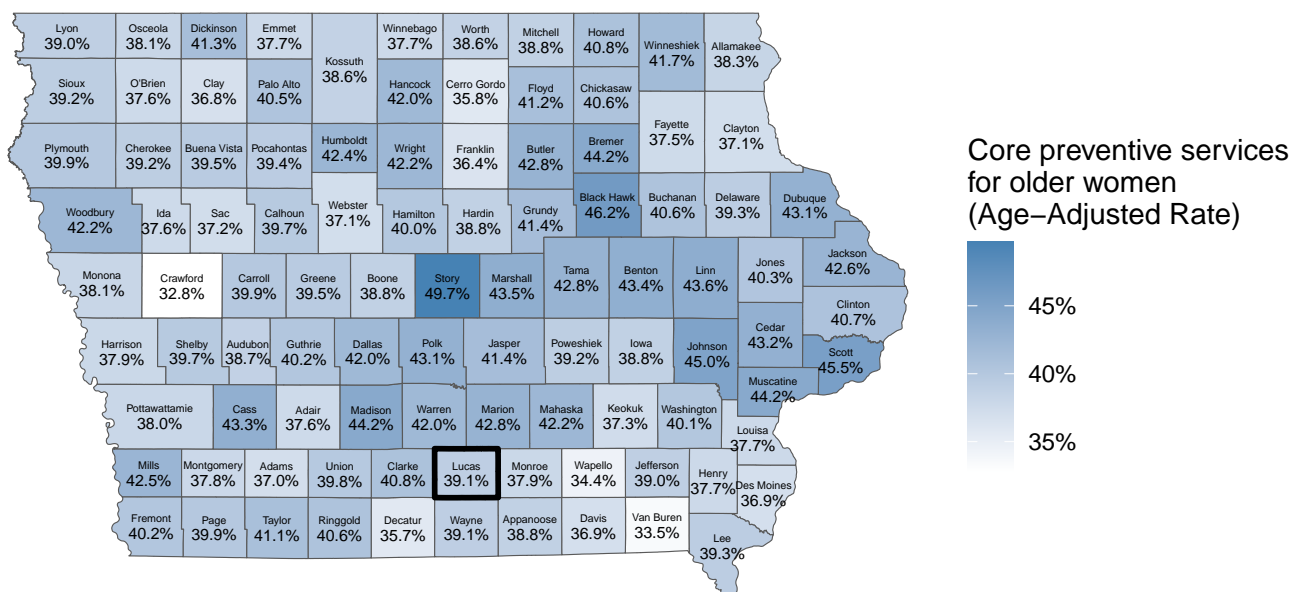 Lyon
39.0%
Osceola
38.1%
Dickinson
41.3%
Emmet
37.7%
Kossuth
38.6%
Winnebago
37.7%
Worth
38.6%
Mitchell
38.8%
Howard
40.8%
Winneshiek
41.7%
Allamakee
38.3%
Sioux
39.2%
O'Brien
37.6%
Clay
36.8%
Palo Alto
40.5%
Hancock
42.0%
Cerro Gordo
35.8%
Floyd
41.2%
Chickasaw
40.6%
Fayette
37.5%
Clayton
37.1%
Plymouth
39.9%
Cherokee
39.2%
Buena Vista
39.5%
Pocahontas
39.4%
Humboldt
42.4%
Wright
42.2%
Franklin
36.4%
Butler
42.8%
Bremer
44.2%
Woodbury
42.2%
Ida
37.6%
Sac
37.2%
Calhoun
39.7%
Webster
37.1%
Hamilton
40.0%
Hardin
38.8%
Grundy
41.4%
Black Hawk
46.2%
Buchanan
40.6%
Delaware
39.3%
Dubuque
43.1%
Monona
38.1%
Crawford
32.8%
Carroll
39.9%
Greene
39.5%
Boone
38.8%
Story
49.7%
Marshall
43.5%
Tama
42.8%
Benton
43.4%
Linn
43.6%
Jones
40.3%
Jackson
42.6%
Clinton
40.7%
Harrison
37.9%
Shelby
39.7%
Audubon
38.7%
Guthrie
40.2%
Dallas
42.0%
Polk
43.1%
Jasper
41.4%
Poweshiek
39.2%
Iowa
38.8%
Johnson
45.0%
Cedar
43.2%
Scott
45.5%
Muscatine
44.2%
Pottawattamie
38.0%
Cass
43.3%
Adair
37.6%
Madison
44.2%
Warren
42.0%
Marion
42.8%
Mahaska
42.2%
Keokuk
37.3%
Washington
40.1%
Louisa
37.7%
Mills
42.5%
Montgomery
37.8%
Adams
37.0%
Union
39.8%
Clarke
40.8%
Lucas
39.1%
Monroe
37.9%
Wapello
34.4%
Jefferson
39.0%
Henry
37.7%
Des Moines
36.9%
Fremont
40.2%
Page
39.9%
Taylor
41.1%
Ringgold
40.6%
Decatur
35.7%
Wayne
39.1%
Appanoose
38.8%
Davis
36.9%
Van Buren
33.5%
Lee
39.3%
Core preventive services
for older women
(Age−Adjusted Rate)
45%
40%
35%